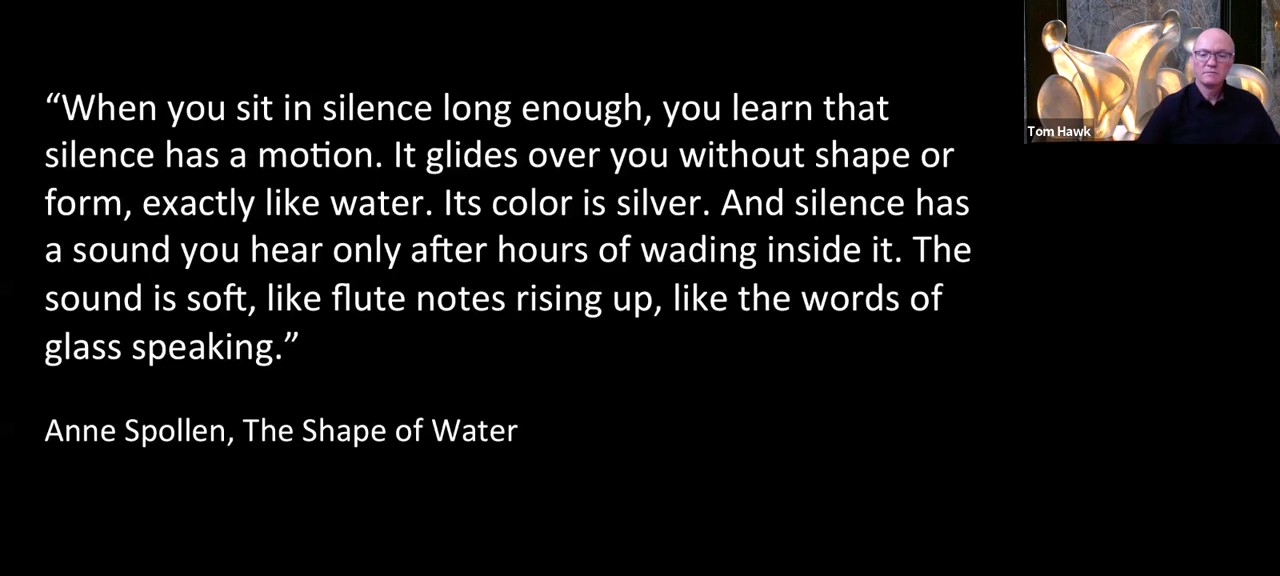 “When you sit in silence long enough, you learn that
silence has a motion. It glides over you without shape or
form, exactly like water. Its color is silver. And silence has
a sound you hear only after hours of wading inside it. The
sound is soft, like flute notes rising up, like the words of
glass speaking.”
Anne Spollen, The Shape of Water
Tom Hawk